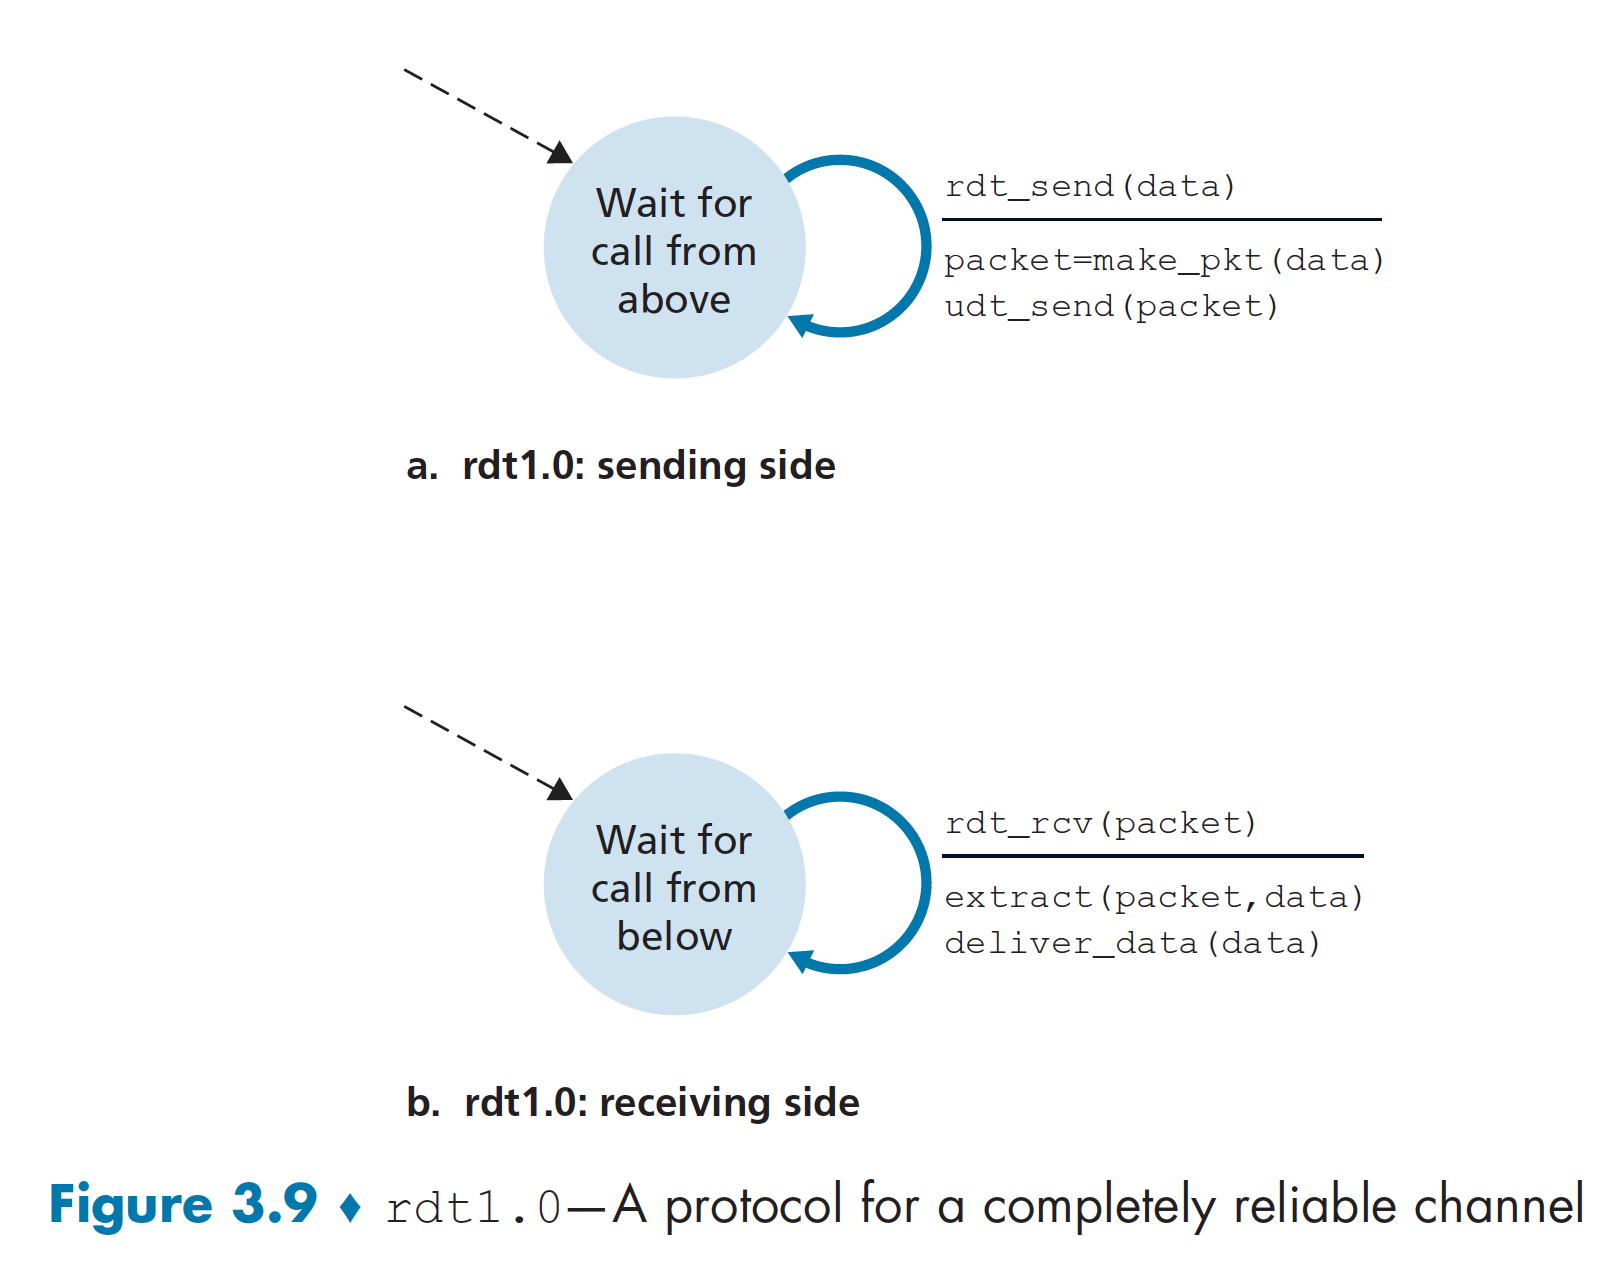 Wait for
call from
above
rdt_send(data)
packet=make_pkt(data)
udt_send(packet)
a. rdt1.0: sending side
Wait for
call from
below
rdt_rcv(packet)
extract(packet,data)
deliver_data(data)
b. rdt1.0: receiving side
Figure 3.9 ♦ rdt1.0–A protocol for a completely reliable channel